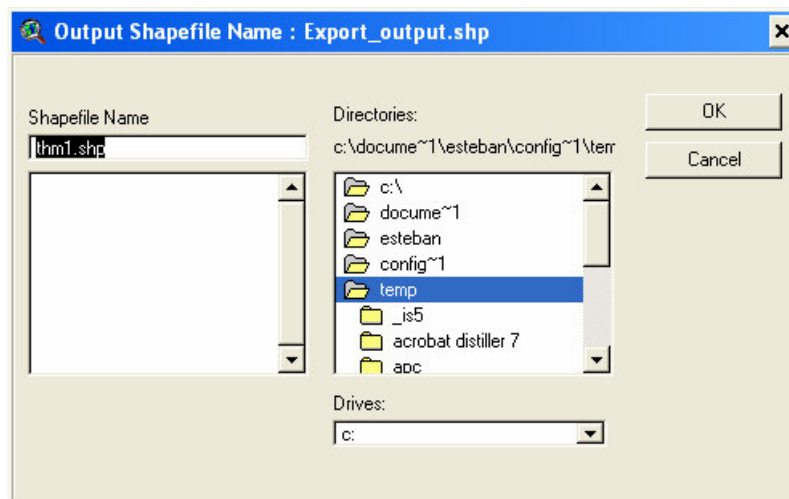 Output Shapefile Name : Export_output.shp
Shapefile Name
thm1.shp
Directories:
c:\docume~1\esteban\config~1\tem
c:\
docume~1
esteban
config~1
temp
_is5
acrobat distiller 7
apc
Drives:
c:
OK
Cancel